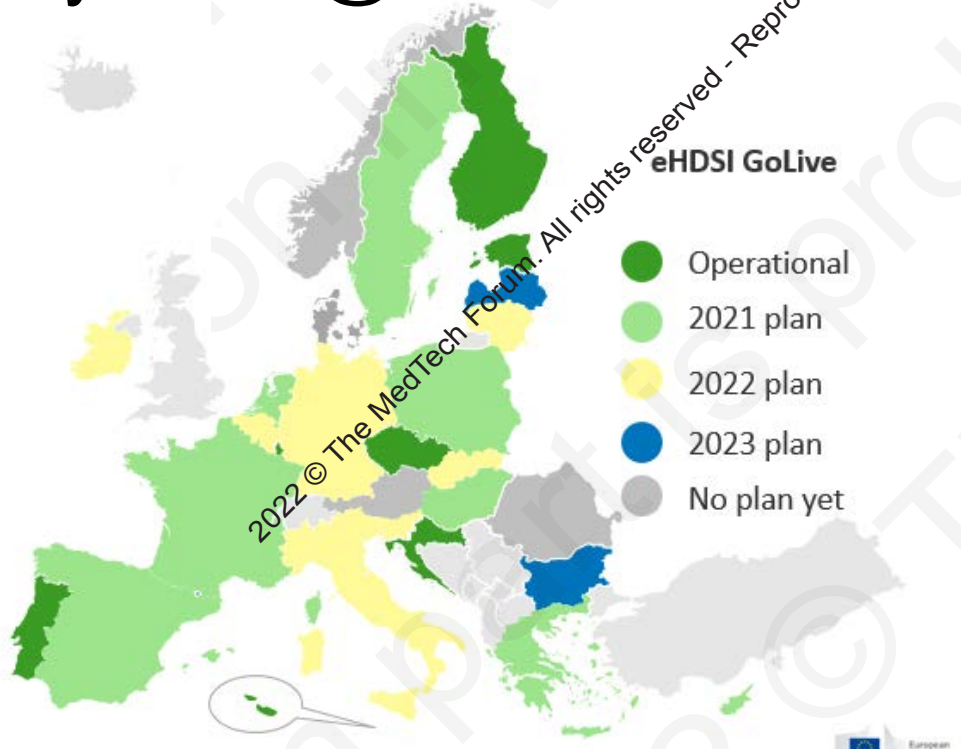 eHDSI GoLive
Operational
2021 plan
2022 plan
2023 plan
No plan yet
2022 © The MedTech Forum. All rights reserved - Repro
European